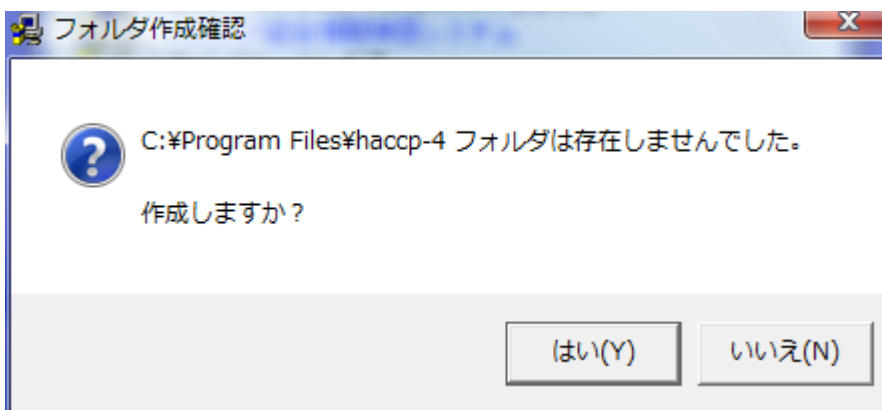 フォルダ作成確認
C:¥Program Files¥haccp-4 フォルダは存在しませんでした。
作成しますか？
はい(Y)
いいえ(N)